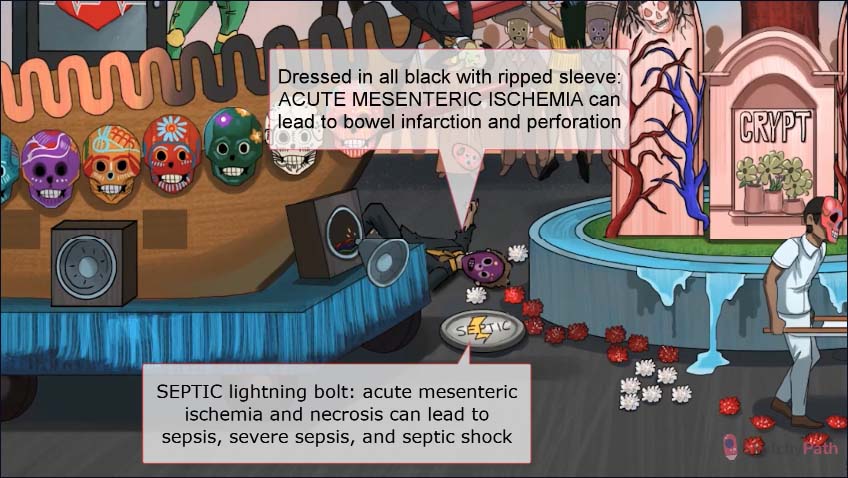 Dressed in all black with ripped sleeve:
ACUTE MESENTERIC ISCHEMIA can
lead to bowel infarction and perforation
CRYPT
SEPTIC
SEPTIC lightning bolt: acute mesenteric
ischemia and necrosis can lead to
sepsis, severe sepsis, and septic shock